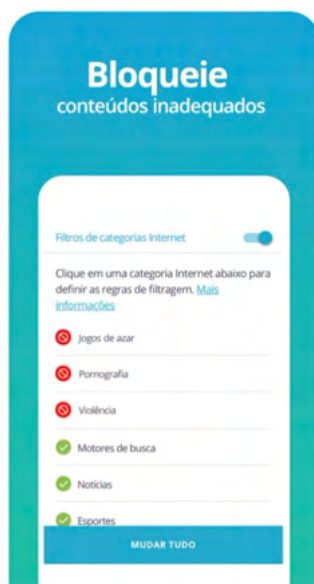 Bloqueie
conteúdos inadequados
Filtros de categorias Internet
Clique em uma categoria Internet abaixo para
definir as regras de filtragem. Mais
informações
Jogos de azar
Pornografia
Violência
Motores de busca
Notícias
Esportes
MUDAR TUDO